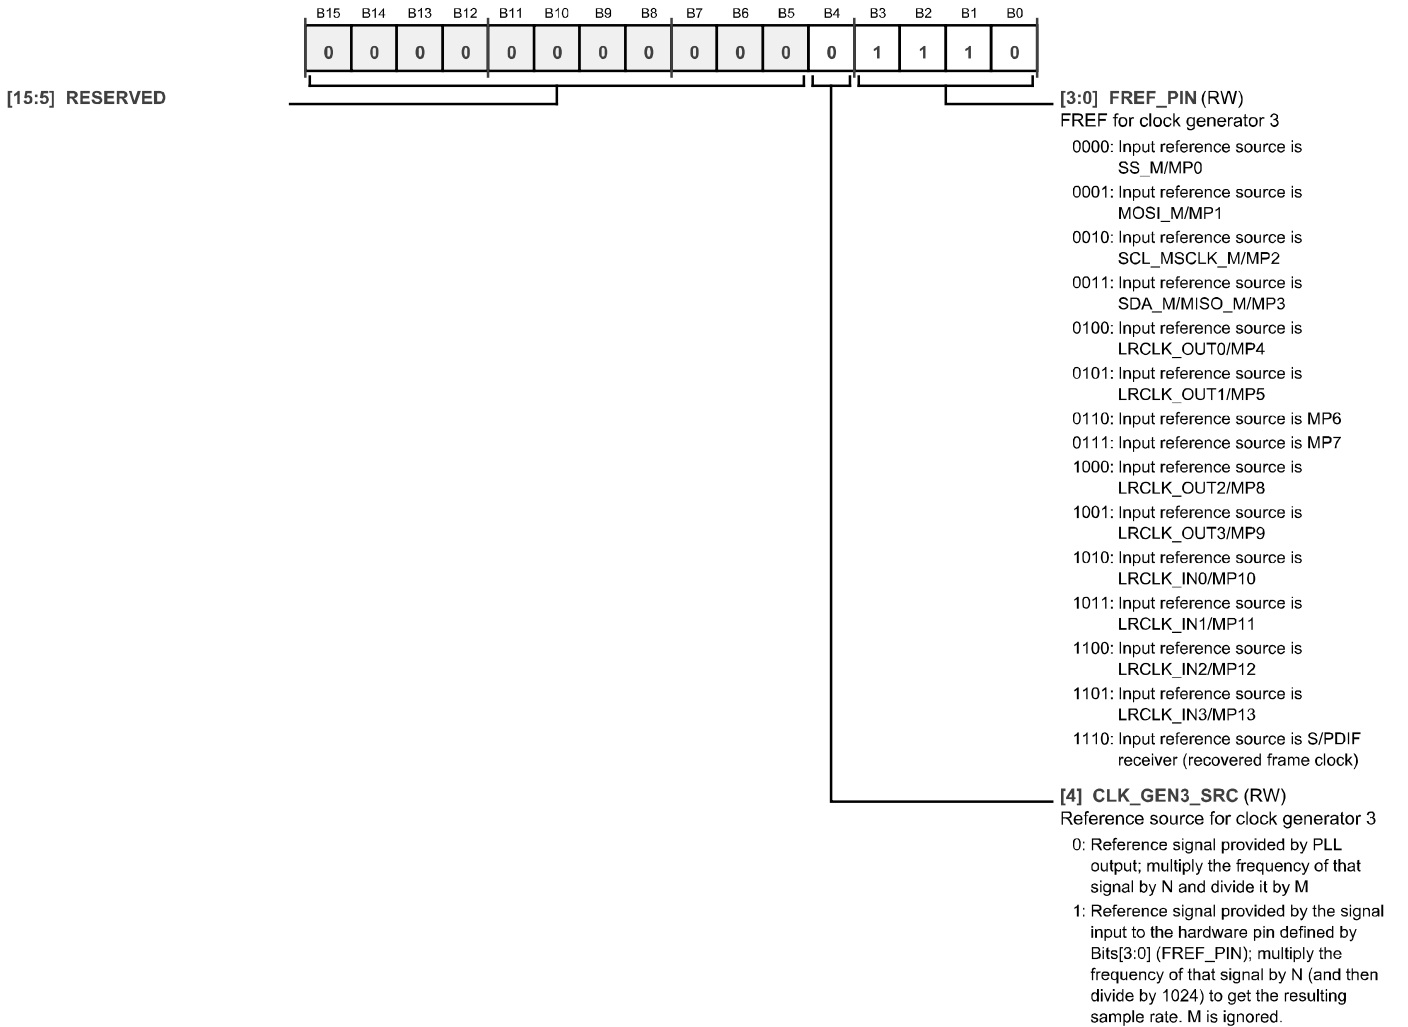 B15 B14 B13 B12 B11 B10 B9 B8 B7 B6 B5 B4 B3 B2 B1 B0
0 0 0 0 0 0 0 0 0 0 0 0 1 1 1 0
[15:5] RESERVED
[3:0] FREF_PIN (RW)
FREF for clock generator 3
0000: Input reference source is
SS_M/MP0
0001: Input reference source is
MOSI_M/MP1
0010: Input reference source is
SCL_MSCLK_M/MP2
0011: Input reference source is
SDA_M/MISO_M/MP3
0100: Input reference source is
LRCLK_OUT0/MP4
0101: Input reference source is
LRCLK_OUT1/MP5
0110: Input reference source is MP6
0111: Input reference source is MP7
1000: Input reference source is
LRCLK_OUT2/MP8
1001: Input reference source is
LRCLK_OUT3/MP9
1010: Input reference source is
LRCLK_IN0/MP10
1011: Input reference source is
LRCLK_IN1/MP11
1100: Input reference source is
LRCLK_IN2/MP12
1101: Input reference source is
LRCLK_IN3/MP13
1110: Input reference source is S/PDIF
receiver (recovered frame clock)
[4] CLK_GEN3_SRC (RW)
Reference source for clock generator 3
0: Reference signal provided by PLL
output; multiply the frequency of that
signal by N and divide it by M
1: Reference signal provided by the signal
input to the hardware pin defined by
Bits[3:0] (FREF_PIN); multiply the
frequency of that signal by N (and then
divide by 1024) to get the resulting
sample rate. M is ignored.